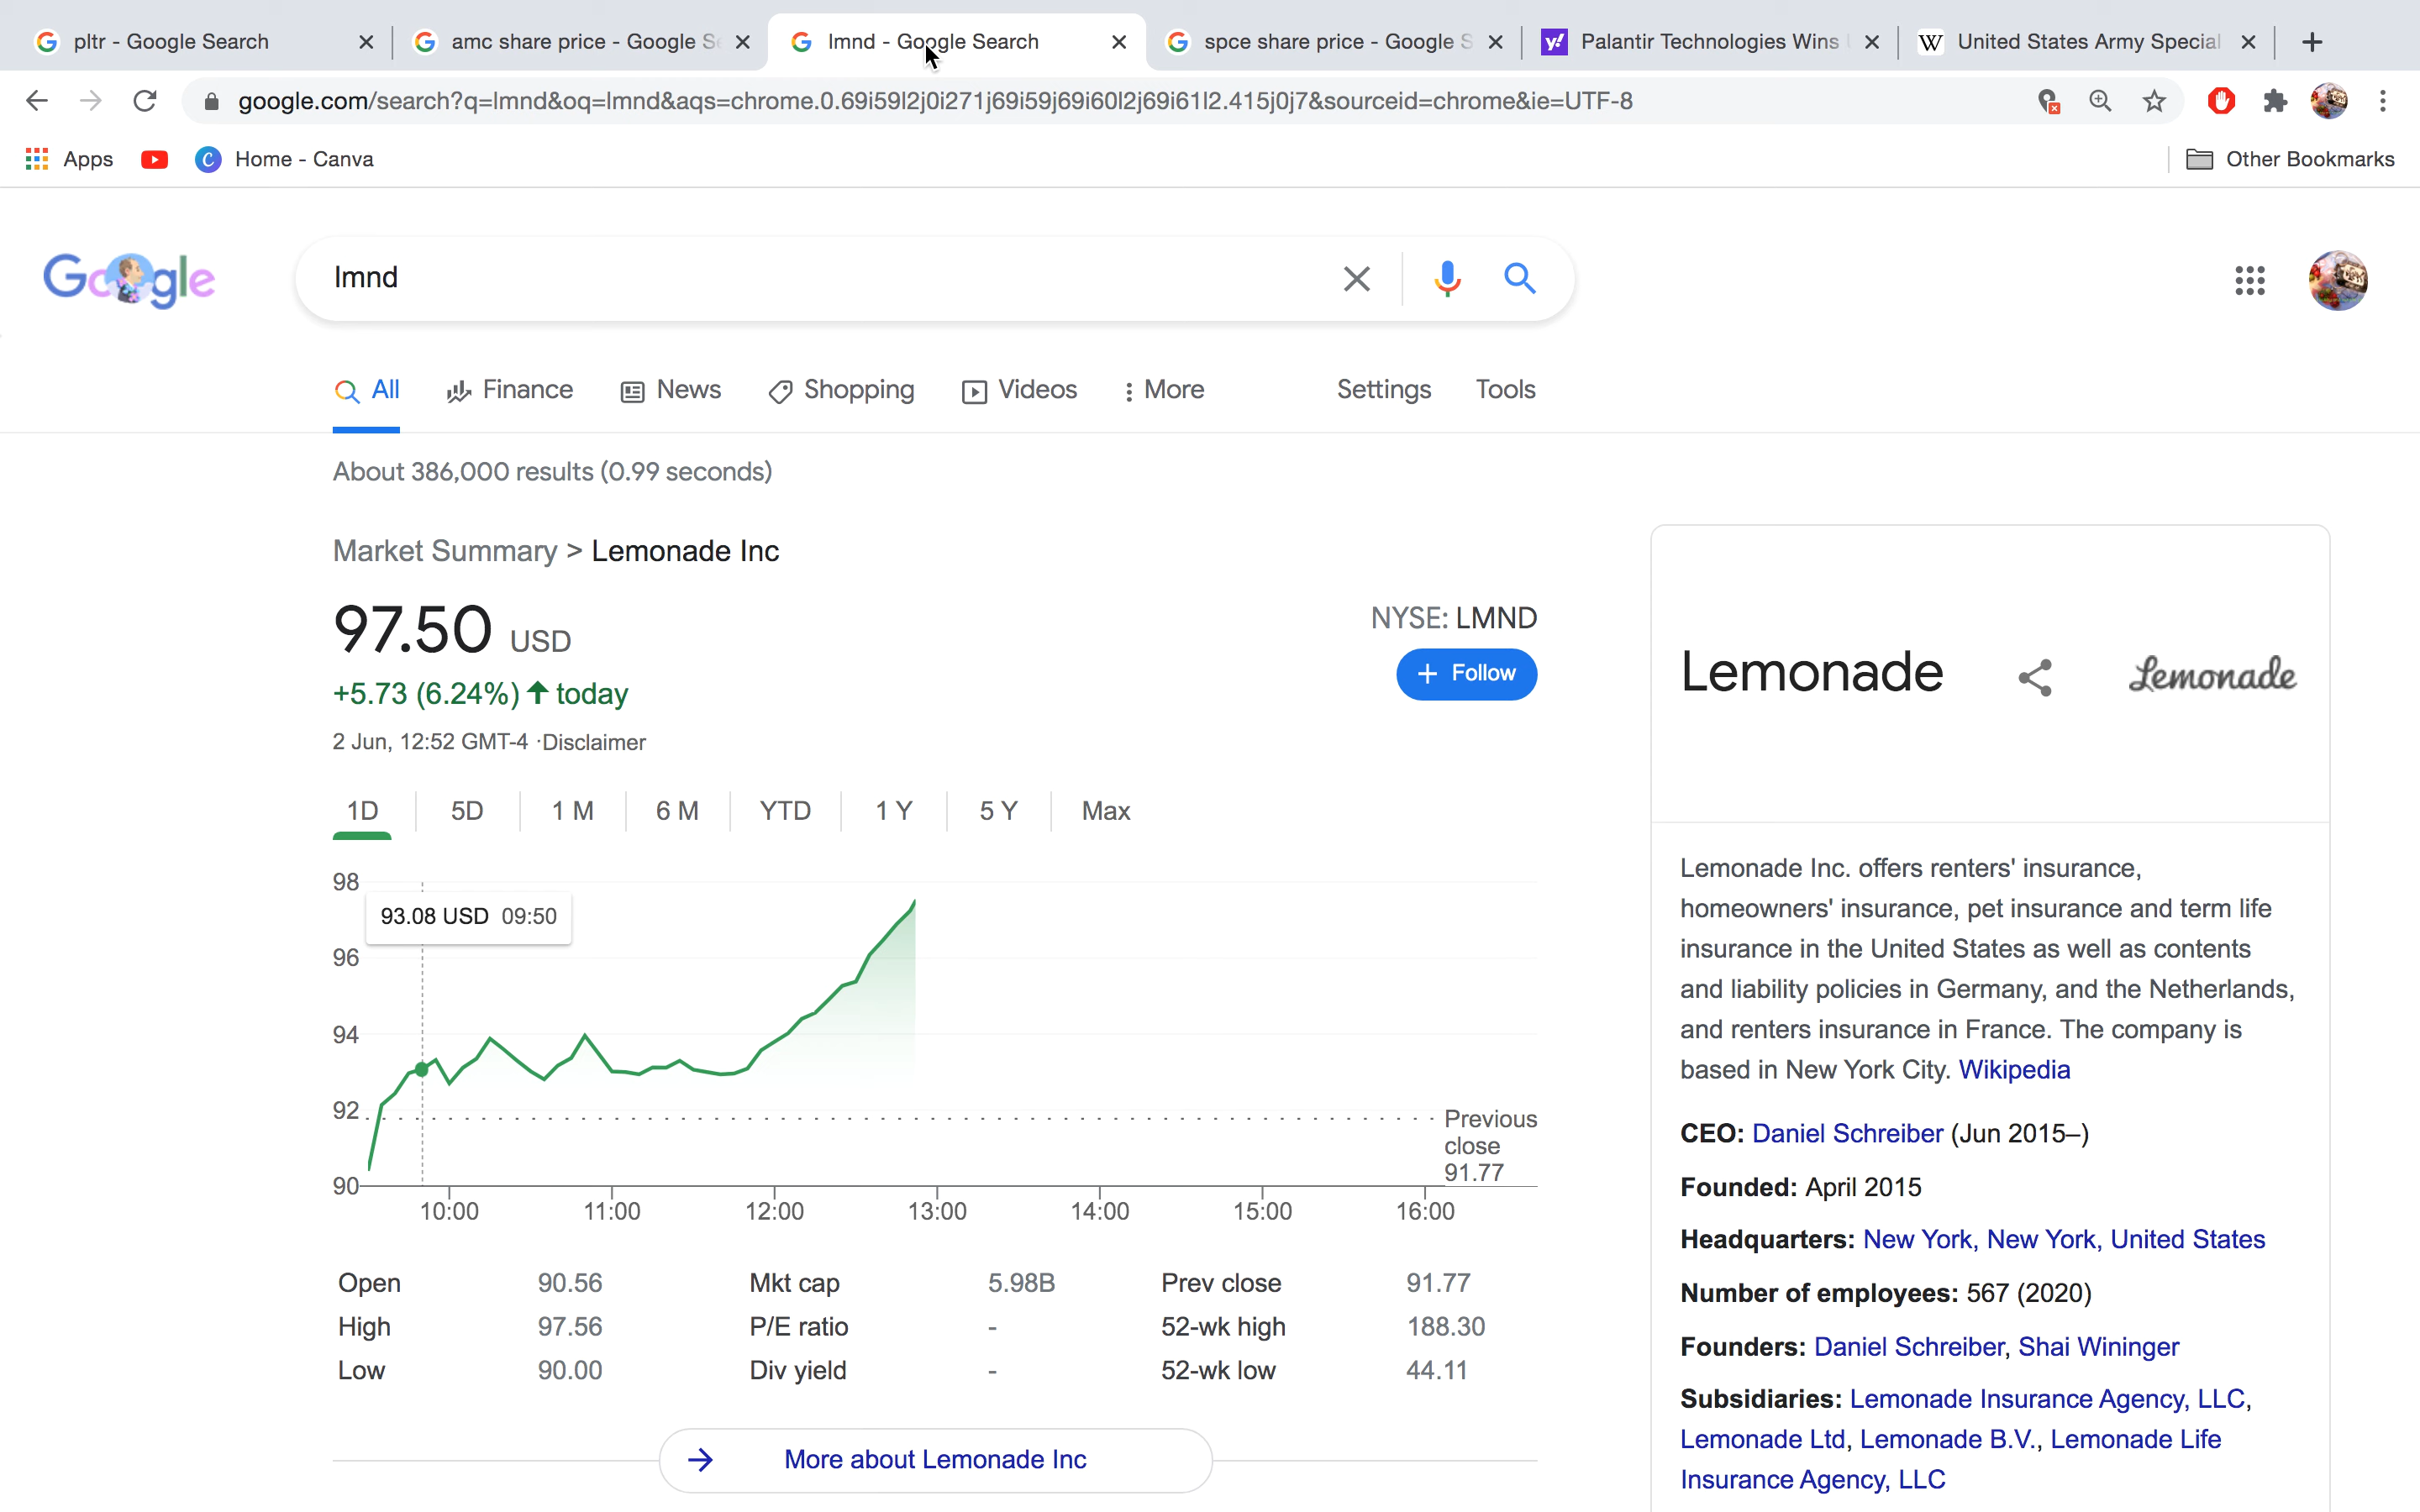 pltr - Google Search
amc share price - Google Se
lmnd - Google Search
spce share price - Google S
Palantir Technologies Wins
United States Army Special
google.com/search?q=lmnd&oq=lmnd&aqs=chrome.0.69i59l2j0i271j69i59j69i60l2j69i61l2.415j0j7&sourceid=chrome&ie=UTF-8
Apps
Home - Canva
Other Bookmarks
Google
lmnd
All
Finance
News
Shopping
Videos
More
Settings
Tools
About 386,000 results (0.99 seconds)
Market Summary > Lemonade Inc
97.50 USD
NYSE: LMND
+ Follow
+5.73 (6.24%) ↑ today
2 Jun, 12:52 GMT-4 ·Disclaimer
1D 5D 1 M 6 M YTD 1 Y 5 Y Max
98
93.08 USD 09:50
96
94
92
Previous
close
91.77
90
10:00 11:00 12:00 13:00 14:00 15:00 16:00
Open 90.56 Mkt cap 5.98B Prev close 91.77
High 97.56 P/E ratio - 52-wk high 188.30
Low 90.00 Div yield - 52-wk low 44.11
More about Lemonade Inc
Lemonade
Lemonade
Lemonade Inc. offers renters' insurance,
homeowners' insurance, pet insurance and term life
insurance in the United States as well as contents
and liability policies in Germany, and the Netherlands,
and renters insurance in France. The company is
based in New York City. Wikipedia
CEO: Daniel Schreiber (Jun 2015–)
Founded: April 2015
Headquarters: New York, New York, United States
Number of employees: 567 (2020)
Founders: Daniel Schreiber, Shai Wininger
Subsidiaries: Lemonade Insurance Agency, LLC,
Lemonade Ltd, Lemonade B.V., Lemonade Life
Insurance Agency, LLC